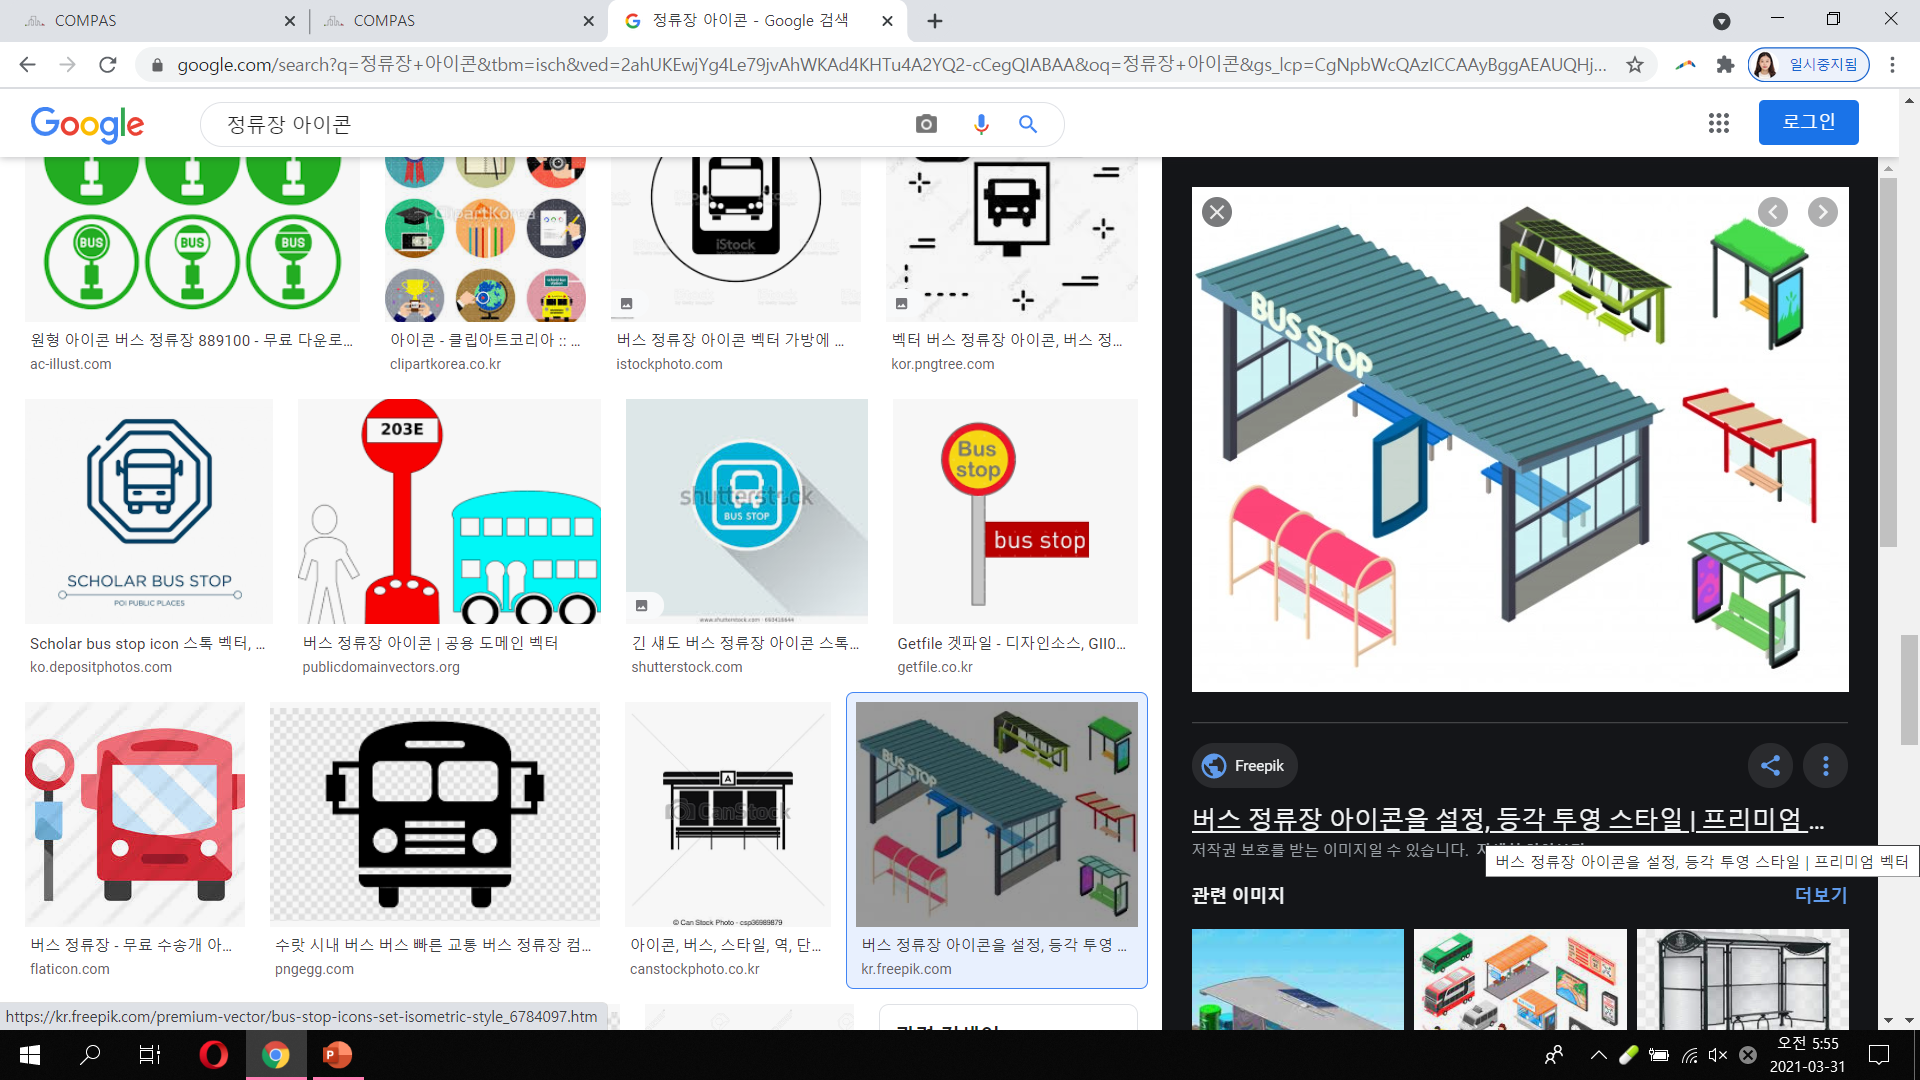 COMPAS
COMPAS
정류장 아이콘 - Google 검색
google.com/search?q=정류장+아이콘&tbm=isch&ved=2ahUKEwjYg4Le79jvAhWKAd4KHTu4A2YQ2-cCegQIABAA&oq=정류장+아이콘&gs_lcp=CgNpbWcQAzICCAAyBggAEAUQHj...
일시중지됨
Google
정류장 아이콘
로그인
BUS BUS BUS
ClipartKorea
iStock
원형 아이콘 버스 정류장 889100 - 무료 다운로...
ac-illust.com
아이콘 - 클립아트코리아 :: ...
clipartkorea.co.kr
버스 정류장 아이콘 벡터 가방에 ...
istockphoto.com
벡터 버스 정류장 아이콘, 버스 정...
kor.pngtree.com
BUS STOP
SCHOLAR BUS STOP
POI PUBLIC PLACES
203E
shutterstock
BUS STOP
www.shutterstock.com
Bus
stop
bus stop
Scholar bus stop icon 스톡 벡터, ...
ko.depositphotos.com
버스 정류장 아이콘 | 공용 도메인 벡터
publicdomainvectors.org
긴 섀도 버스 정류장 아이콘 스톡...
shutterstock.com
Getfile 겟파일 - 디자인소스, GII0...
getfile.co.kr
A
CanStock
© Can Stock Photo - csp36989879
BUS STOP
버스 정류장 - 무료 수송개 아...
flaticon.com
수랏 시내 버스 버스 빠른 교통 버스 정류장 컴...
pngegg.com
아이콘, 버스, 스타일, 역, 단...
canstockphoto.co.kr
버스 정류장 아이콘을 설정, 등각 투영 ...
kr.freepik.com
Freepik
버스 정류장 아이콘을 설정, 등각 투영 스타일 | 프리미엄 ...
저작권 보호를 받는 이미지일 수 있습니다.
버스 정류장 아이콘을 설정, 등각 투영 스타일 | 프리미엄 벡터
관련 이미지
더보기
https://kr.freepik.com/premium-vector/bus-stop-icons-set-isometric-style_6784097.htm
오전 5:55
2021-03-31